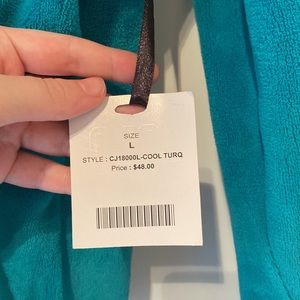 SIZE
L
STYLE : CJ18000L-COOL TURQ
Price : $48.00